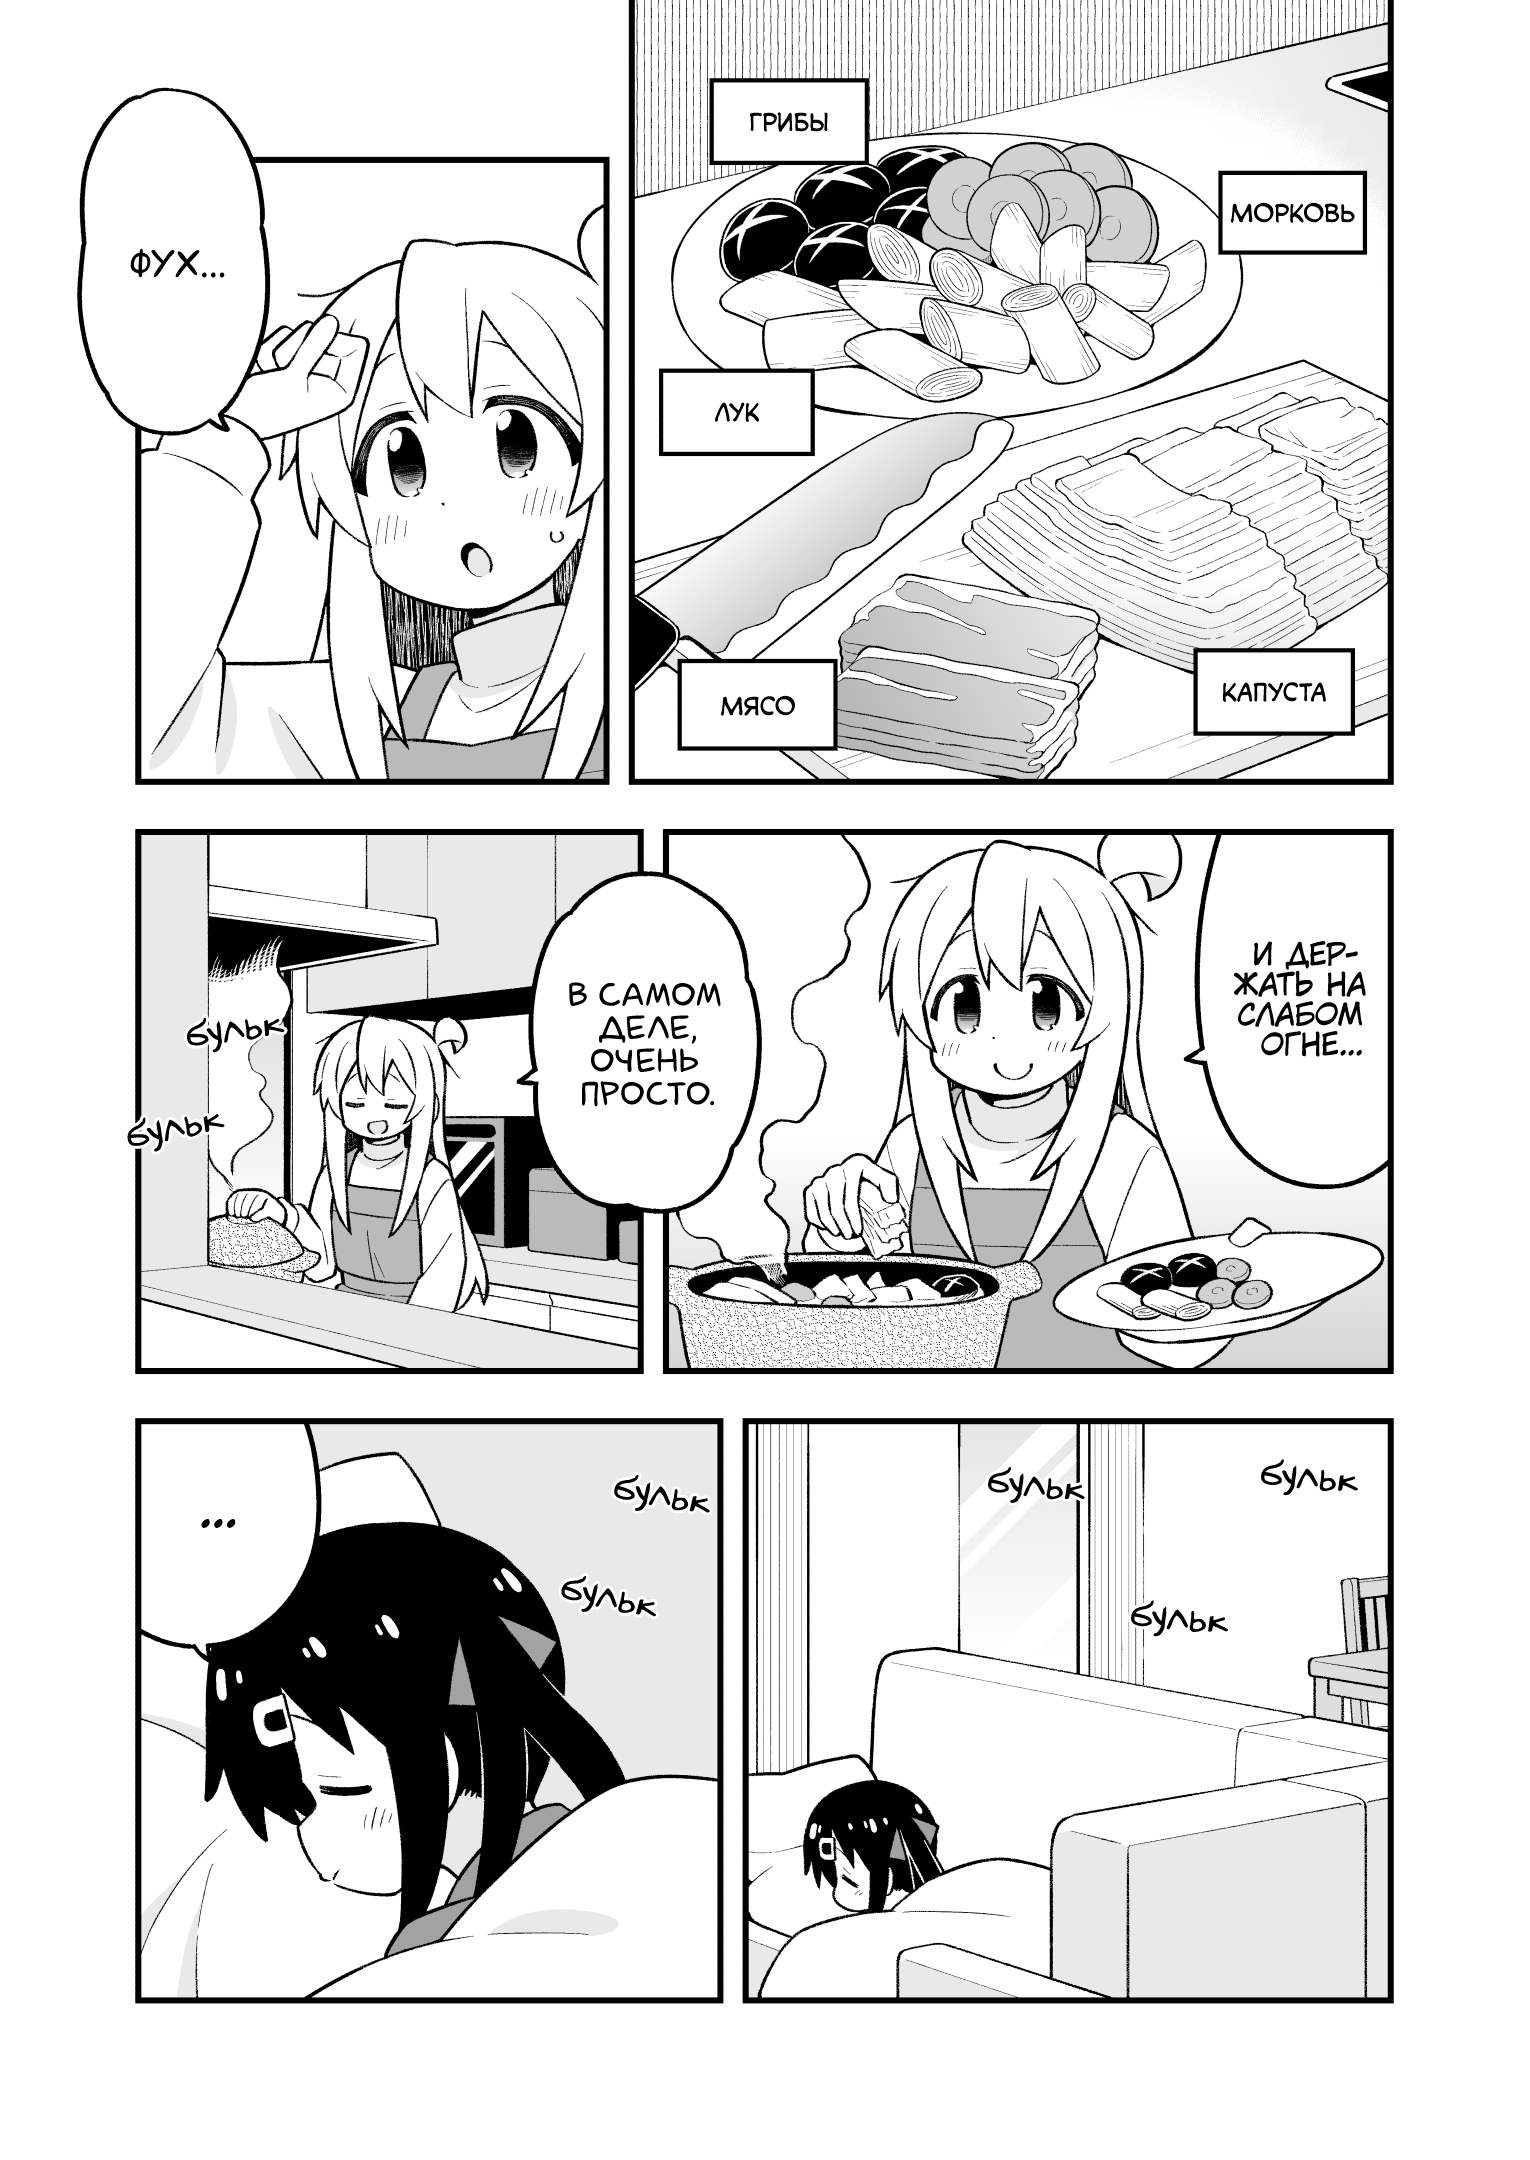 ГРИБЫ
МОРКОВЬ
ЛУК
МЯСО
КАПУСТА
ФУХ...
И ДЕР-
ЖАТЬ НА
СЛАБОМ
ОГНЕ...
В САМОМ
ДЕЛЕ,
ОЧЕНЬ
ПРОСТО.
бульк
бульк
бульк
бульк
бульк
бульк
бульк
...